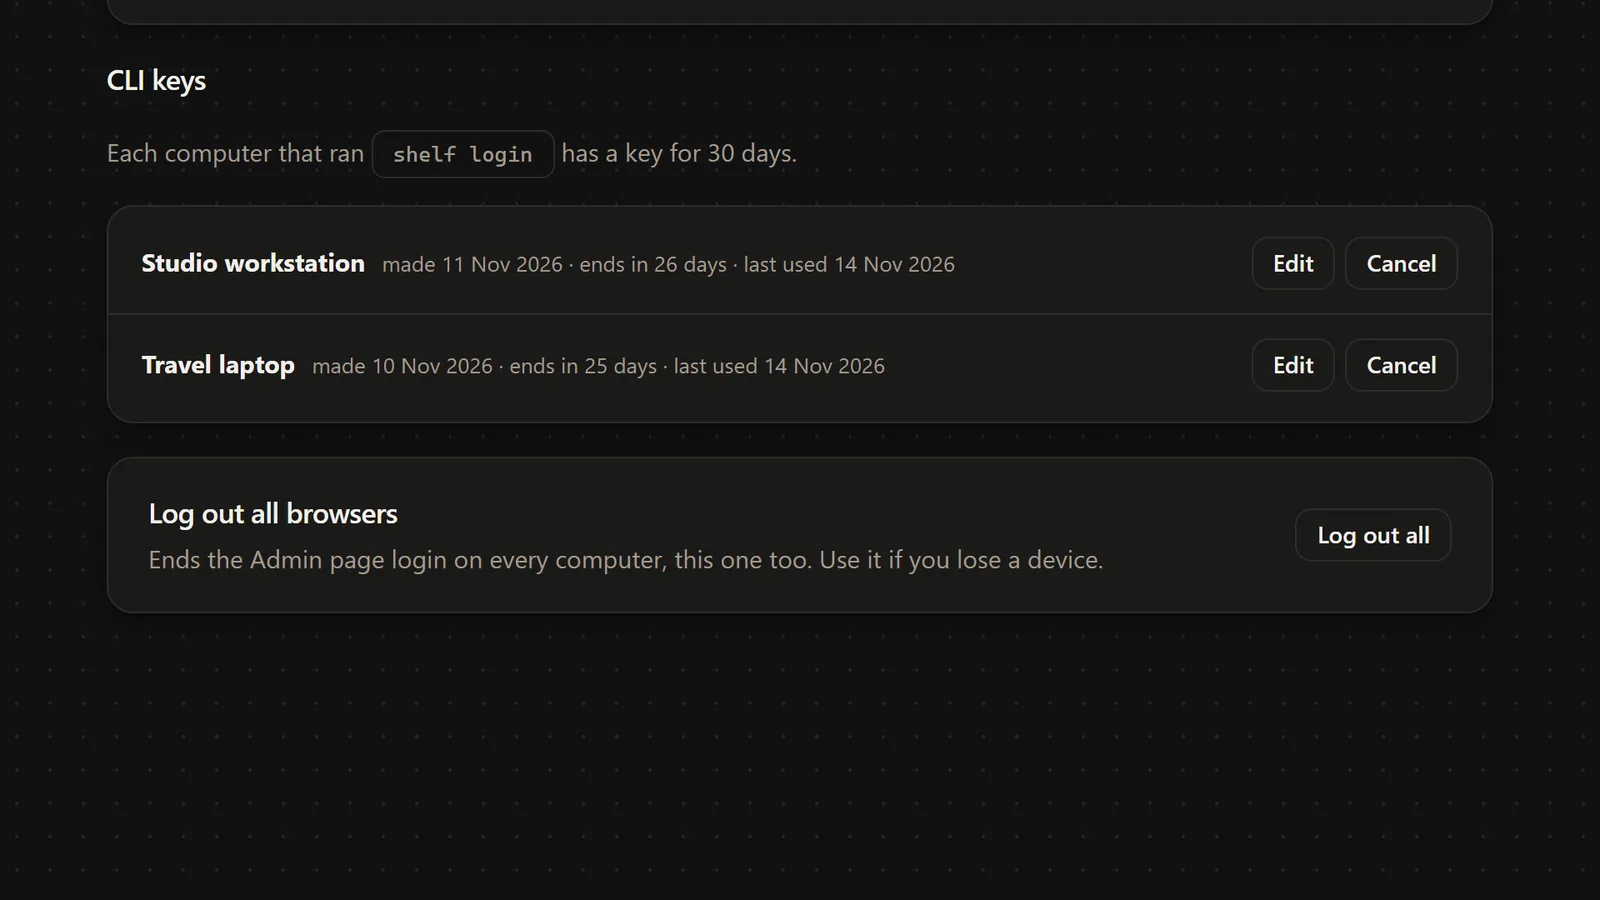 CLI keys
Each computer that ran shelf login has a key for 30 days.
Studio workstation made 11 Nov 2026 · ends in 26 days · last used 14 Nov 2026 Edit Cancel
Travel laptop made 10 Nov 2026 · ends in 25 days · last used 14 Nov 2026 Edit Cancel
Log out all browsers
Ends the Admin page login on every computer, this one too. Use it if you lose a device.
Log out all